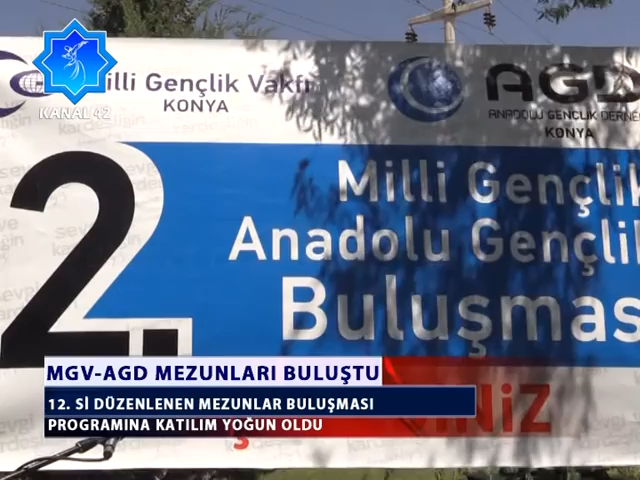 KANAL 42
Milli Gençlik Vakfı
KONYA
AGD
ANADOLU GENÇLİK DERNE
KONYA
2.
Milli Gençlik
Anadolu Gençlik
Buluşması
MGV-AGD MEZUNLARI BULUŞTU
12. Sİ DÜZENLENEN MEZUNLAR BULUŞMASI
PROGRAMINA KATILIM YOĞUN OLDU